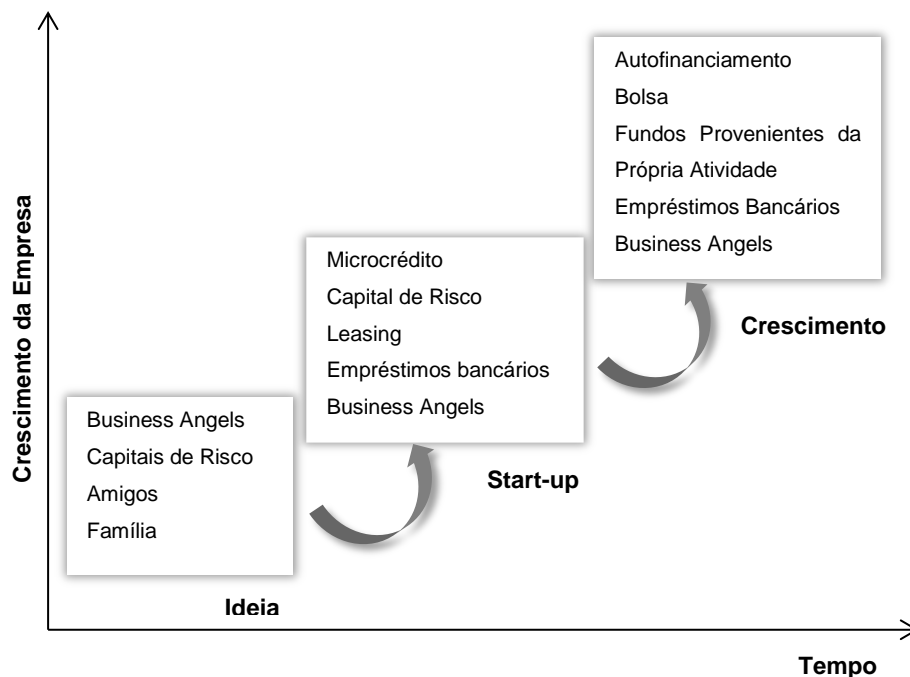 Autofinanciamento
Bolsa
Fundos Provenientes da
Própria Atividade
Empréstimos Bancários
Business Angels
Crescimento
Microcrédito
Capital de Risco
Leasing
Empréstimos bancários
Business Angels
Start-up
Business Angels
Capitais de Risco
Amigos
Família
Ideia
Crescimento da Empresa
Tempo